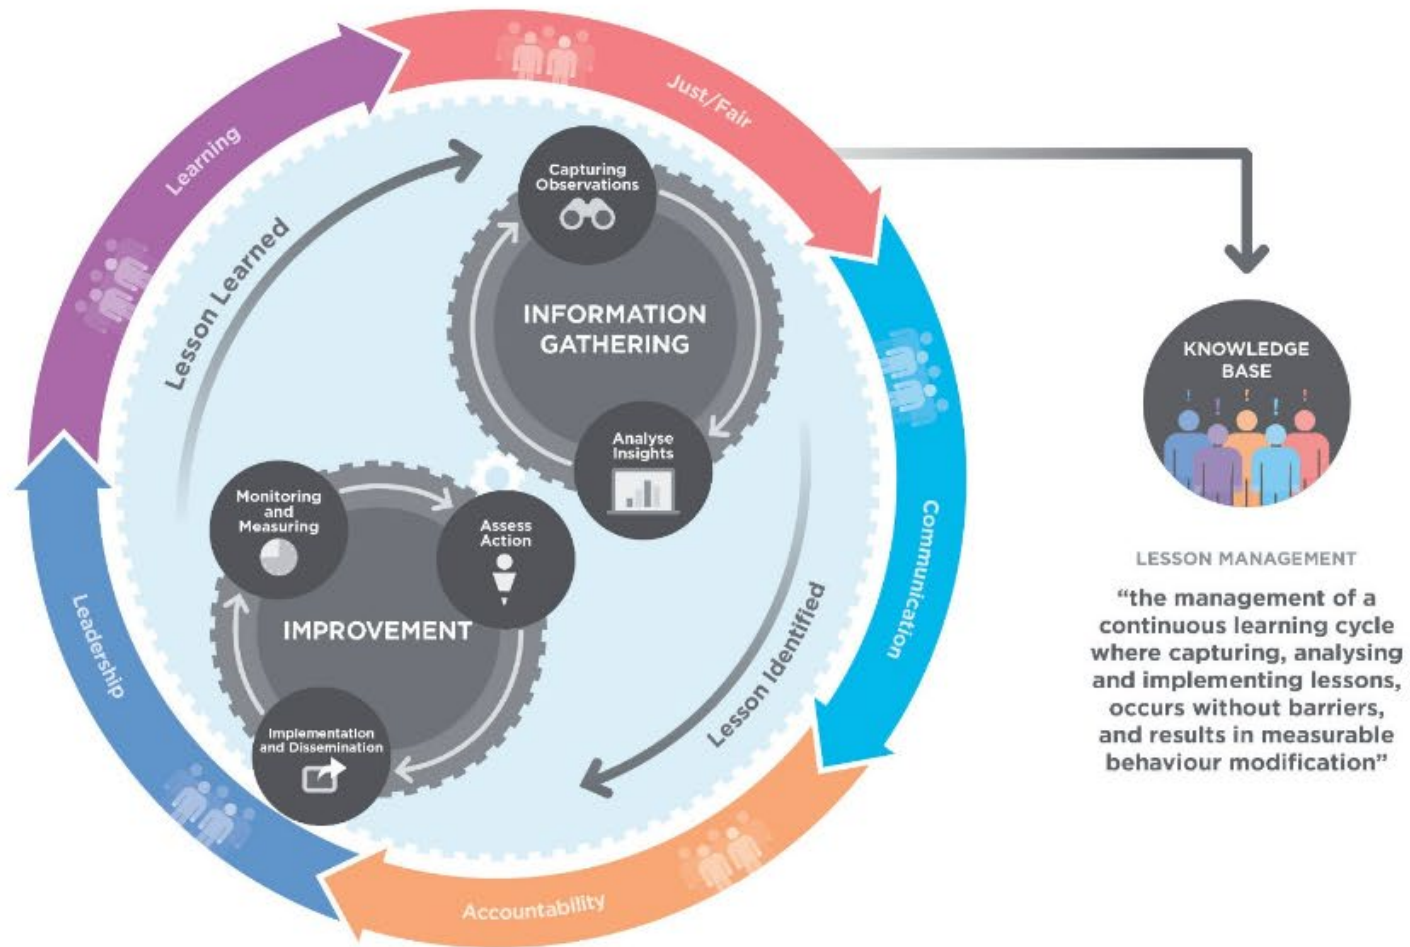 Just/Fair
Learning
Capturing
Observations
Lesson Learned
INFORMATION
GATHERING
KNOWLEDGE
BASE
! ! ! ! !
Analyse
Insights
Monitoring
and
Measuring
Assess
Action
Communication
LESSON MANAGEMENT
“the management of a
continuous learning cycle
where capturing, analysing
and implementing lessons,
occurs without barriers,
and results in measurable
behaviour modification”
IMPROVEMENT
Leadership
Lesson Identified
Implementation
and Dissemination
Accountability